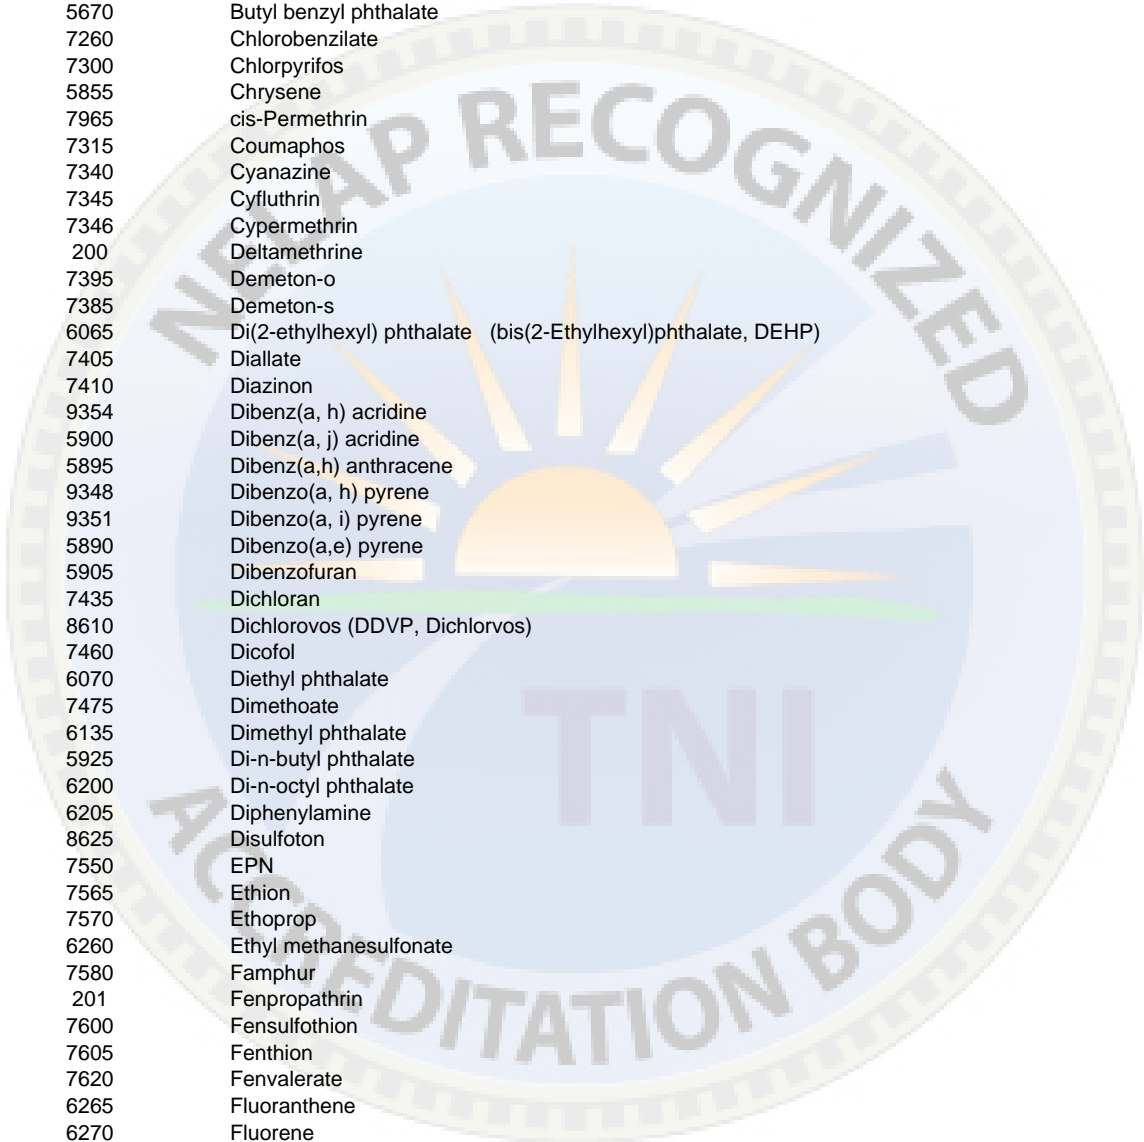 5670 Butyl benzyl phthalate
7260 Chlorobenzilate
7300 Chlorpyrifos
5855 Chrysene
7965 cis-Permethrin
7315 Coumaphos
7340 Cyanazine
7345 Cyfluthrin
7346 Cypermethrin
200 Deltamethrine
7395 Demeton-o
7385 Demeton-s
6065 Di(2-ethylhexyl) phthalate (bis(2-Ethylhexyl)phthalate, DEHP)
7405 Diallate
7410 Diazinon
9354 Dibenz(a, h) acridine
5900 Dibenz(a, j) acridine
5895 Dibenz(a,h) anthracene
9348 Dibenzo(a, h) pyrene
9351 Dibenzo(a, i) pyrene
5890 Dibenzo(a,e) pyrene
5905 Dibenzofuran
7435 Dichloran
8610 Dichlorovos (DDVP, Dichlorvos)
7460 Dicofol
6070 Diethyl phthalate
7475 Dimethoate
6135 Dimethyl phthalate
5925 Di-n-butyl phthalate
6200 Di-n-octyl phthalate
6205 Diphenylamine
8625 Disulfoton
7550 EPN
7565 Ethion
7570 Ethoprop
6260 Ethyl methanesulfonate
7580 Famphur
201 Fenpropathrin
7600 Fensulfothion
7605 Fenthion
7620 Fenvalerate
6265 Fluoranthene
6270 Fluorene
NELAP RECOGNIZED
TNI
ACCREDITATION BODY